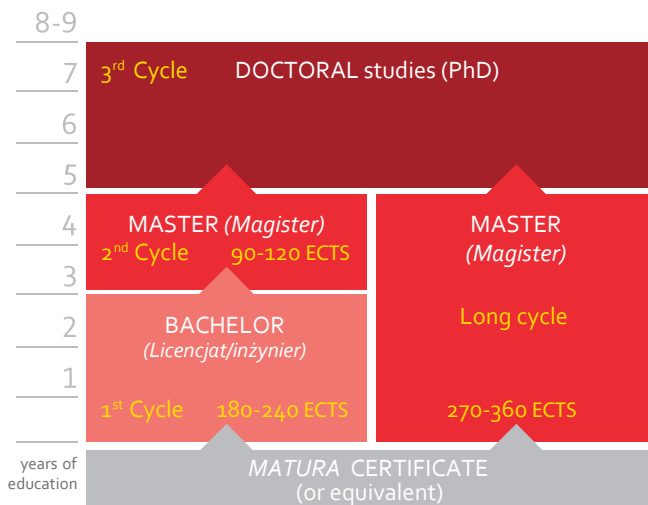 8-9
7
3rd Cycle DOCTORAL studies (PhD)
6
5
4
MASTER (Magister)
2nd Cycle 90-120 ECTS
MASTER
(Magister)
3
2
BACHELOR
(Licencjat/inżynier)
Long cycle
1
1st Cycle 180-240 ECTS
270-360 ECTS
years of
education
MATURA CERTIFICATE
(or equivalent)